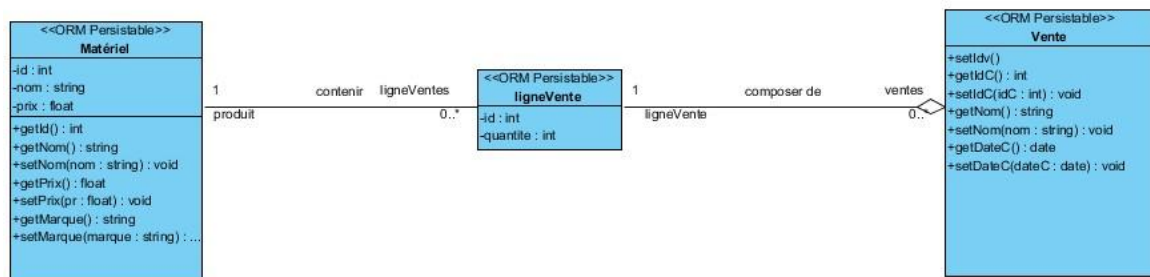 <<ORM Persistable>>
Matériel
-id : int
-nom : string
-prix : float
+getId() : int
+getNom() : string
+setNom(nom : string) : void
+getPrix() : float
+setPrix(pr : float) : void
+getMarque() : string
+setMarque(marque : string) : ...
1
contenir
ligneVentes
produit
0..*
<<ORM Persistable>>
ligneVente
-id : int
-quantite : int
1
composer de
ventes
ligneVente
0..
<<ORM Persistable>>
Vente
+setIdv()
+getIdC() : int
+setIdC(idC : int) : void
+getNom() : string
+setNom(nom : string) : void
+getDateC() : date
+setDateC(dateC : date) : void